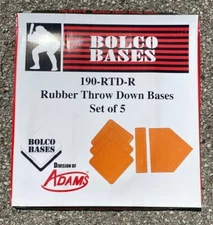 BOLCO
BASES
190-RTD-R
Rubber Throw Down Bases
Set of 5
BOLCO
BASES
DIVISION OF
ADAMS